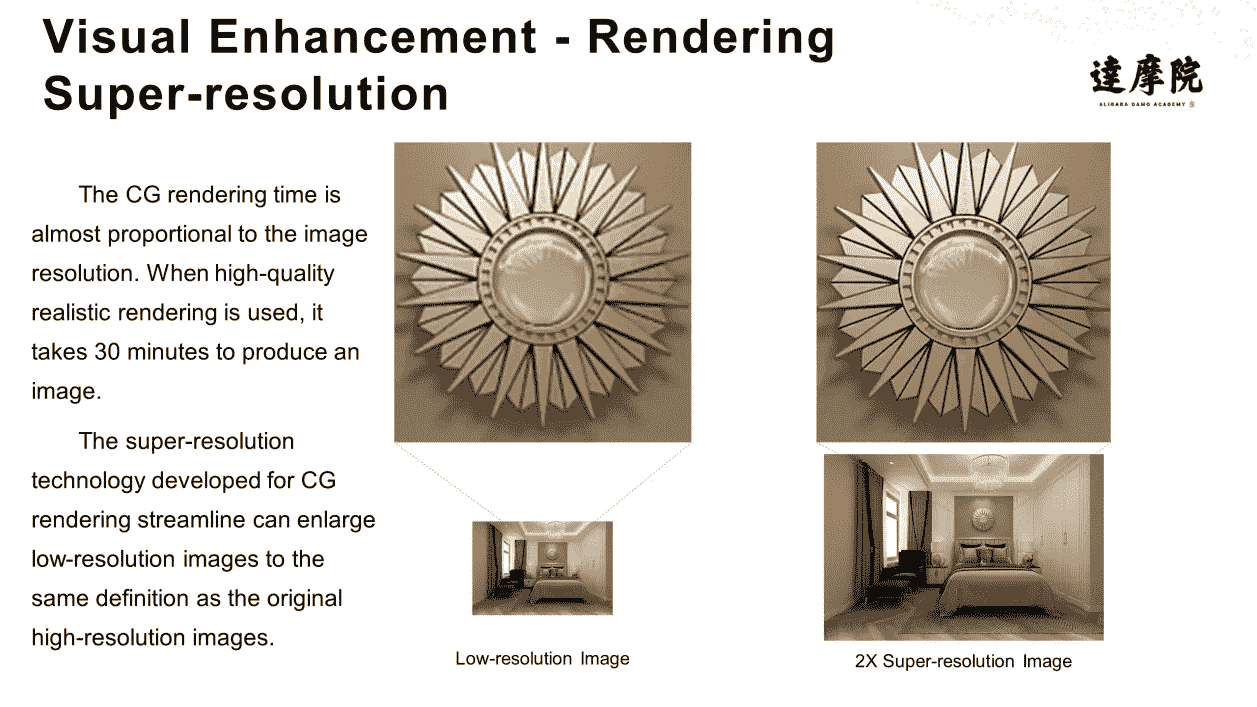 Visual Enhancement - Rendering
Super-resolution
達摩院
ALIBABA DAMO ACADEMY
The CG rendering time is
almost proportional to the image
resolution. When high-quality
realistic rendering is used, it
takes 30 minutes to produce an
image.
The super-resolution
technology developed for CG
rendering streamline can enlarge
low-resolution images to the
same definition as the original
high-resolution images.
Low-resolution Image
2X Super-resolution Image